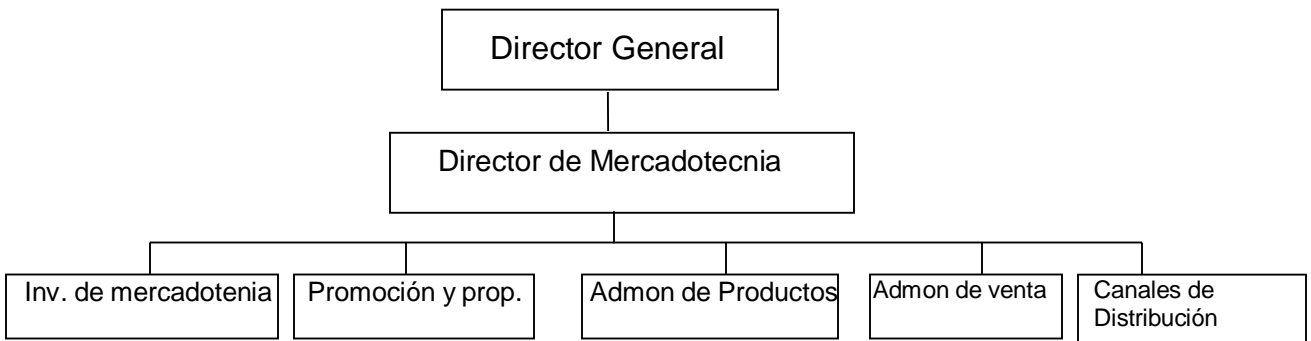 Director General
Director de Mercadotecnia
Inv. de mercadotenia
Promoción y prop.
Admon de Productos
Admon de venta
Canales de
Distribución